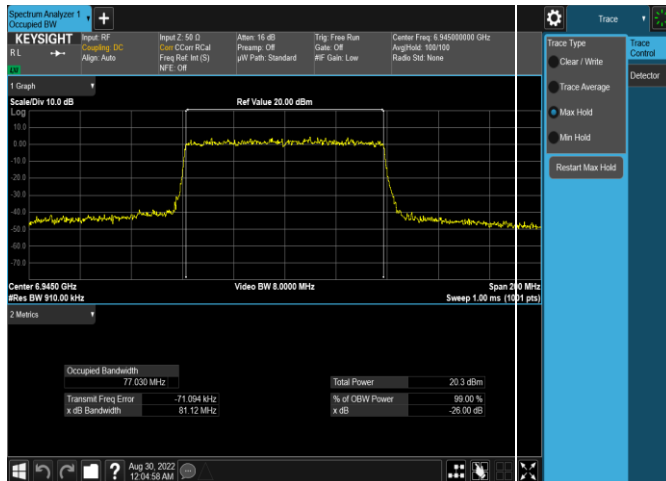 Spectrum Analyzer 1
Occupied BW
Trace
KEYSIGHT
RL
Input: RF
Coupling: DC
Align: Auto
Input Z: 50 Ω
Corr CCorr RCal
Freq Ref: Int (S)
NFE: Off
Atten: 16 dB
Preamp: Off
µW Path: Standard
Trig: Free Run
Gate: Off
#IF Gain: Low
Center Freq: 6.945000000 GHz
Avg|Hold: 100/100
Radio Std: None
1 Graph
Scale/Div 10.0 dB
Ref Value 20.00 dBm
Log
10.0
0.00
-10.0
-20.0
-30.0
-40.0
-50.0
-60.0
-70.0
Center 6.9450 GHz
Video BW 8.0000 MHz
Span 200 MHz
#Res BW 910.00 kHz
Sweep 1.00 ms (1001 pts)
2 Metrics
Occupied Bandwidth
77.030 MHz
Total Power 20.3 dBm
Transmit Freq Error -71.094 kHz
% of OBW Power 99.00 %
x dB Bandwidth 81.12 MHz
x dB -26.00 dB
Aug 30, 2022
12:04:58 AM
Trace Type
Clear / Write
Trace Average
Max Hold
Min Hold
Restart Max Hold
Trace
Control
Detector